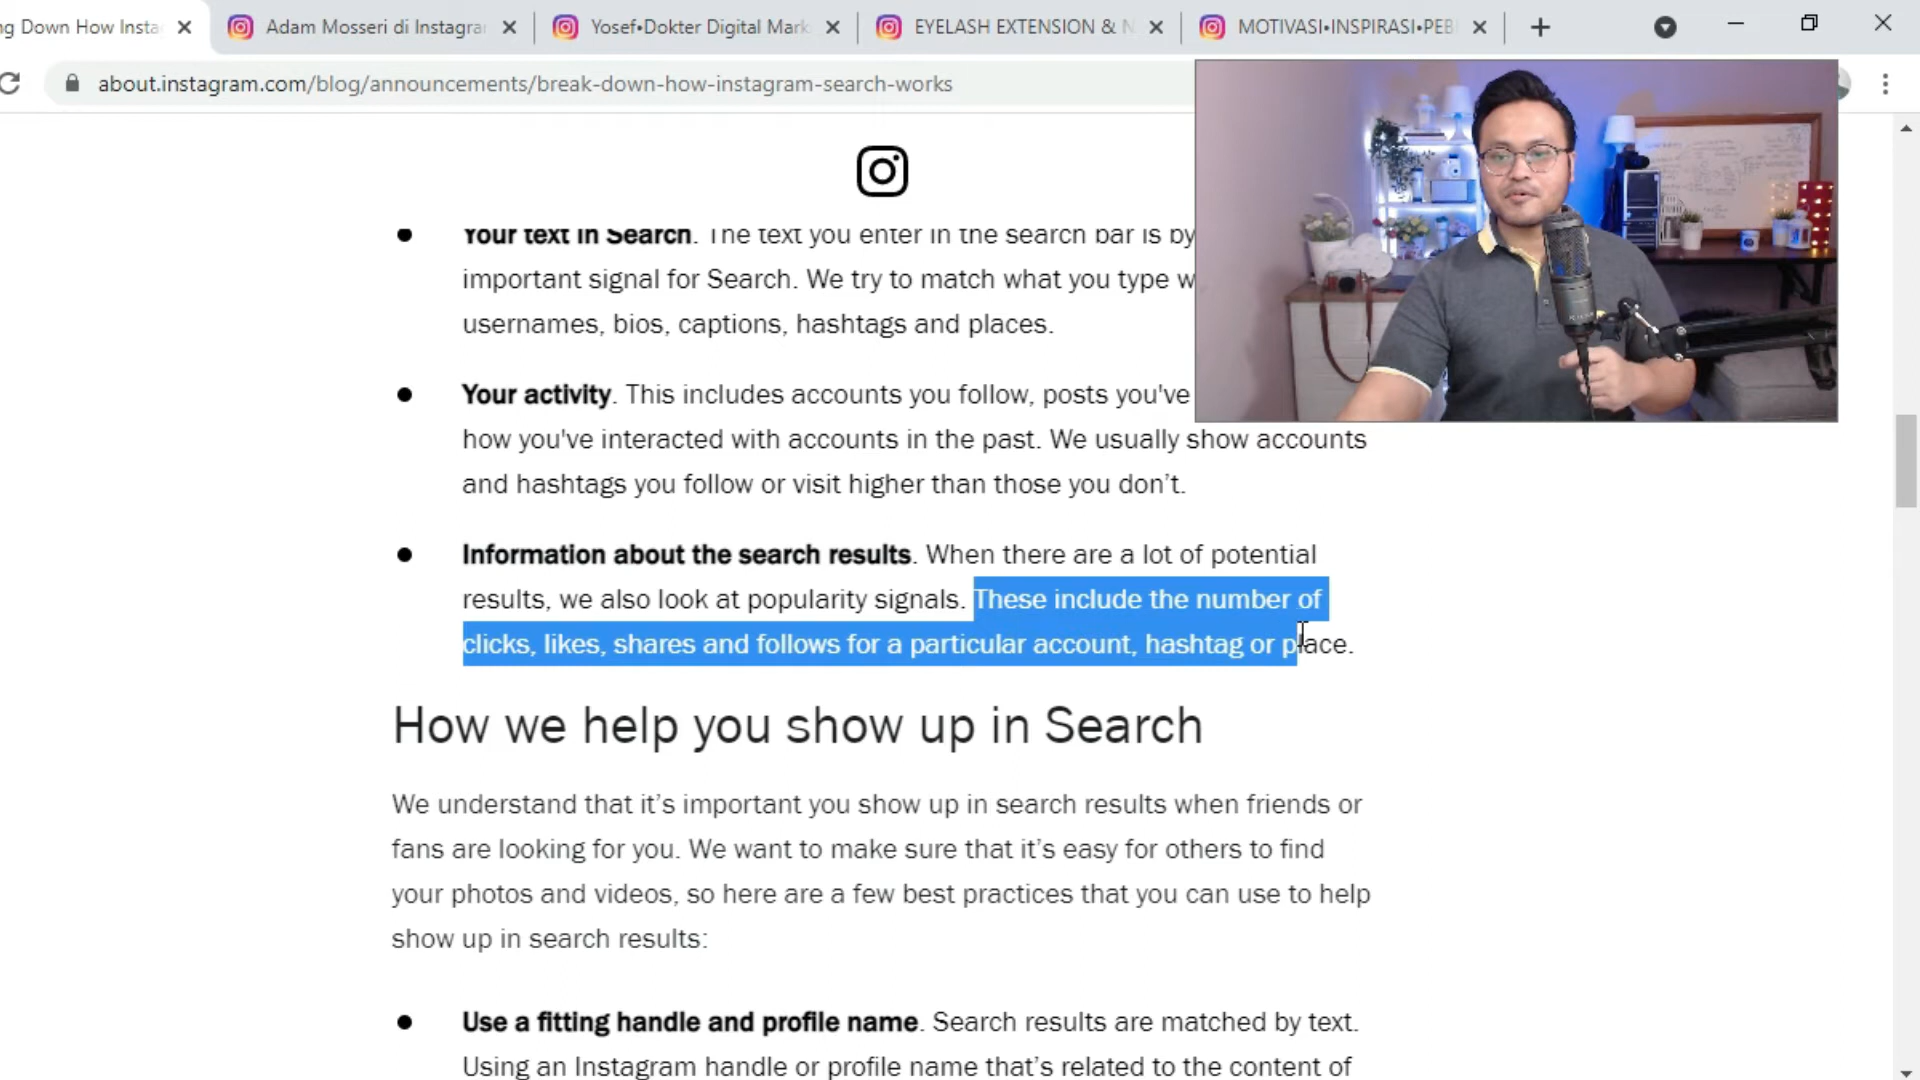 ng Down How Insta
Adam Mosseri di Instagra
Yosef•Dokter Digital Mark
EYELASH EXTENSION & N
MOTIVASI•INSPIRASI•PEB
about.instagram.com/blog/announcements/break-down-how-instagram-search-works
Your text in Search. The text you enter in the search bar is by
important signal for Search. We try to match what you type w
usernames, bios, captions, hashtags and places.
Your activity. This includes accounts you follow, posts you've
how you've interacted with accounts in the past. We usually show accounts
and hashtags you follow or visit higher than those you don’t.
Information about the search results. When there are a lot of potential
results, we also look at popularity signals. These include the number of
clicks, likes, shares and follows for a particular account, hashtag or place.
How we help you show up in Search
We understand that it’s important you show up in search results when friends or
fans are looking for you. We want to make sure that it’s easy for others to find
your photos and videos, so here are a few best practices that you can use to help
show up in search results:
Use a fitting handle and profile name. Search results are matched by text.
Using an Instagram handle or profile name that’s related to the content of